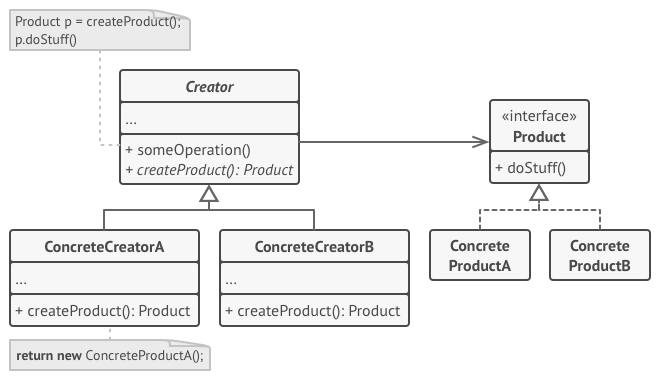 Product p = createProduct();
p.doStuff()
Creator
...
+ someOperation()
+ createProduct(): Product
«interface»
Product
+ doStuff()
ConcreteCreatorA
...
+ createProduct(): Product
ConcreteCreatorB
...
+ createProduct(): Product
Concrete
ProductA
Concrete
ProductB
return new ConcreteProductA();